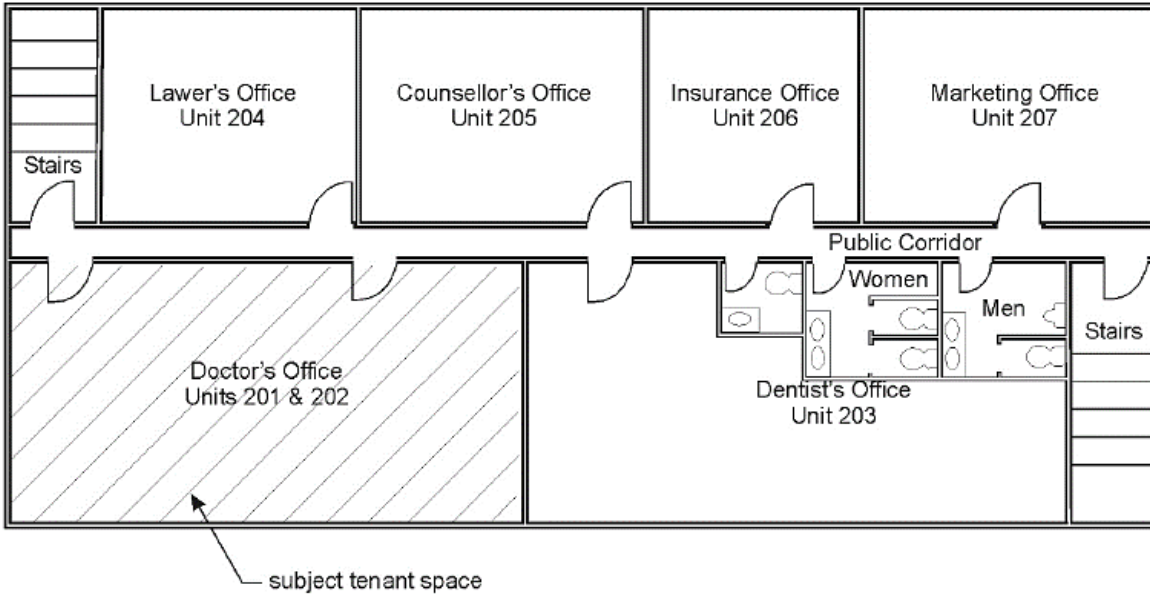 Lawer's Office
Unit 204
Counsellor's Office
Unit 205
Insurance Office
Unit 206
Marketing Office
Unit 207
Stairs
Public Corridor
Women
Men
Stairs
Doctor's Office
Units 201 & 202
Dentist's Office
Unit 203
subject tenant space